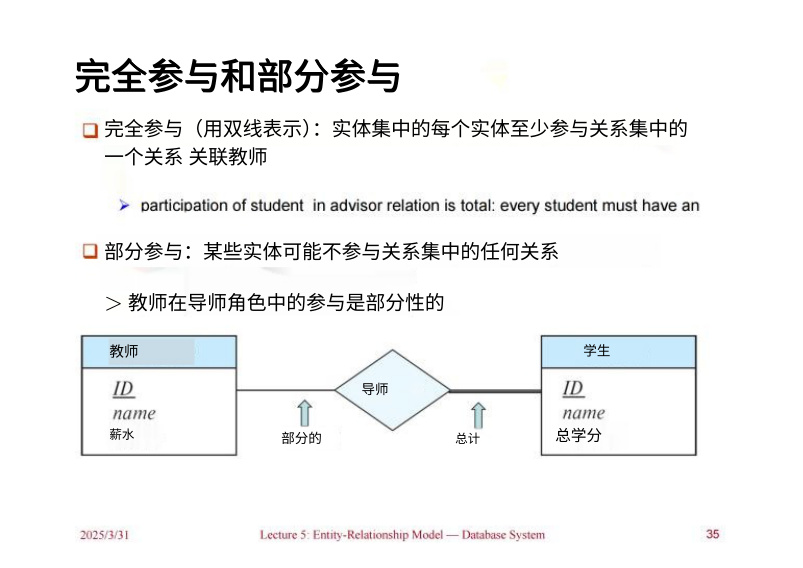 完全参与和部分参与
完全参与（用双线表示）：实体集中的每个实体至少参与关系集中的
一个关系 关联教师
participation of student in advisor relation is total: every student must have an
部分参与：某些实体可能不参与关系集中的任何关系
＞ 教师在导师角色中的参与是部分性的
教师
导师
学生
ID
name
薪水
ID
name
总学分
部分的
总计
2025/3/31
Lecture 5: Entity-Relationship Model — Database System
35